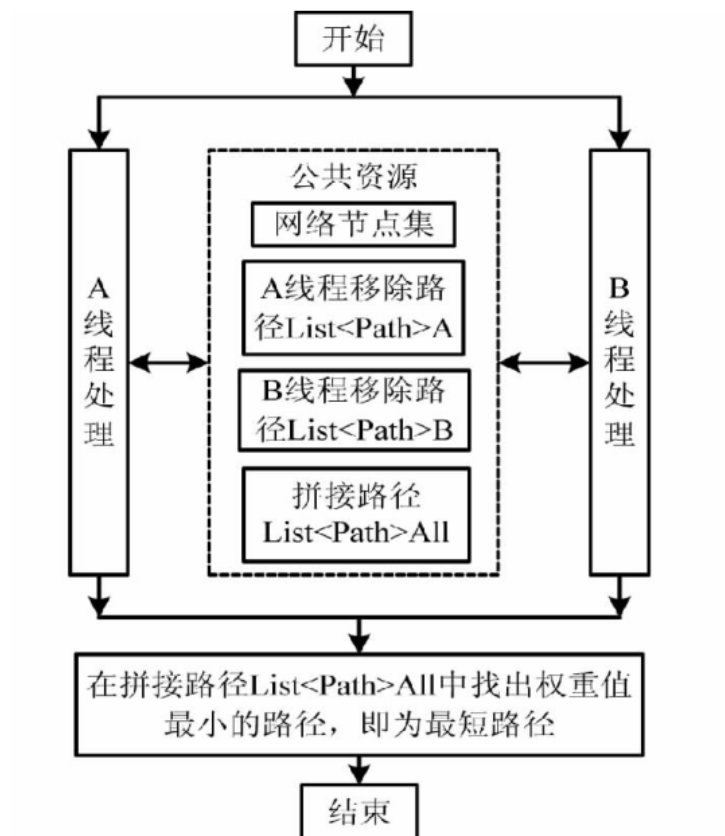 开始
A
线
程
处
理
公共资源
网络节点集
A线程移除路
径List<Path>A
B线程移除路
径List<Path>B
拼接路径
List<Path>All
B
线
程
处
理
在拼接路径List<Path>All中找出权重值
最小的路径，即为最短路径
结束